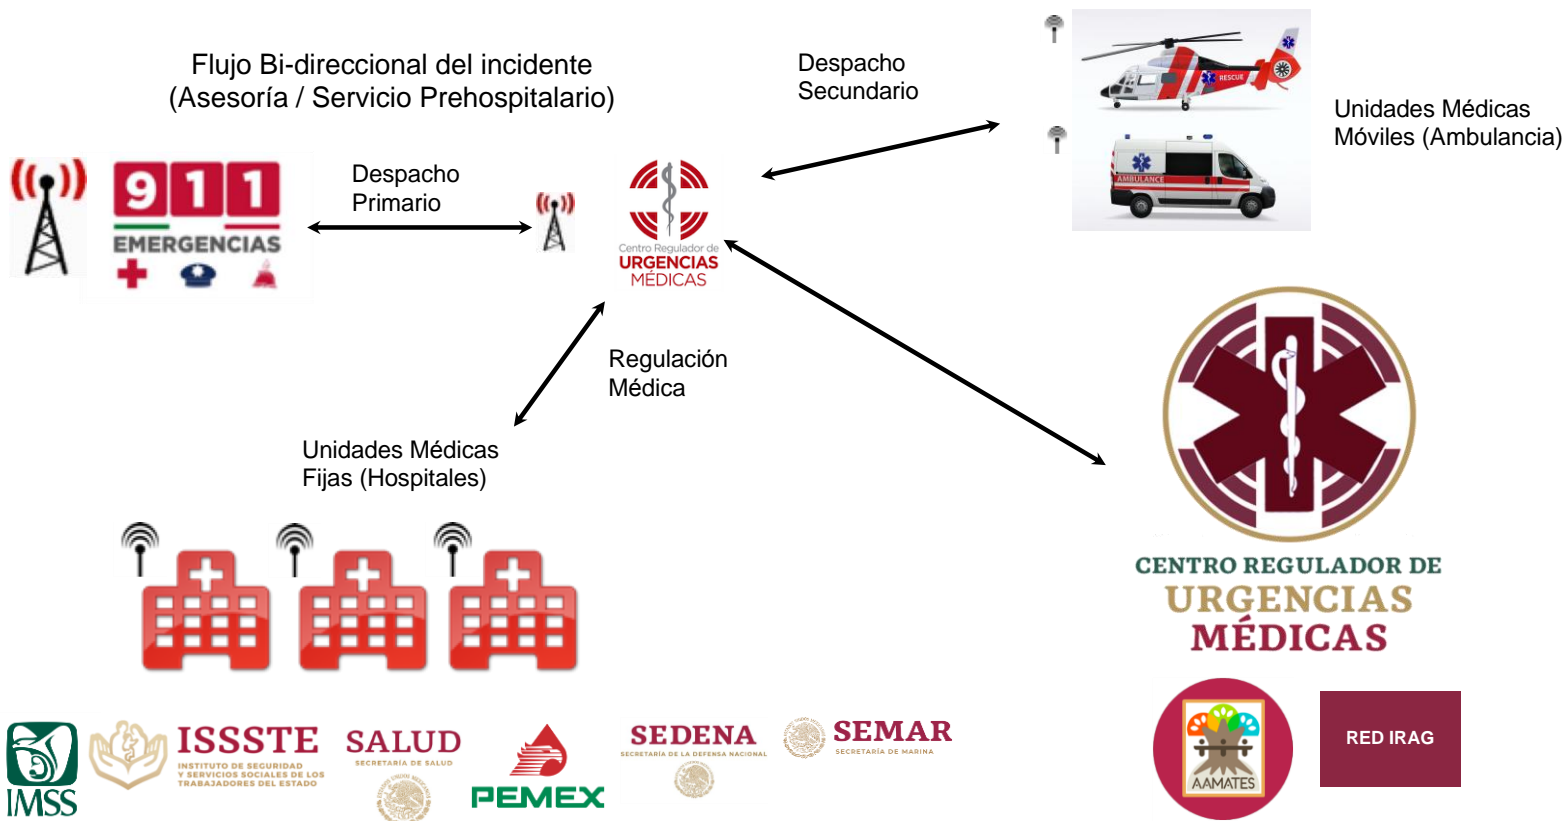 Flujo Bi-direccional del incidente
(Asesoría / Servicio Prehospitalario)
Despacho
Secundario
RESCUE
AMBULANCE
Unidades Médicas
Móviles (Ambulancia)
911
EMERGENCIAS
Despacho
Primario
Centro Regulador de
URGENCIAS
MÉDICAS
Regulación
Médica
Unidades Médicas
Fijas (Hospitales)
CENTRO REGULADOR DE
URGENCIAS
MÉDICAS
IMSS
ISSSTE
INSTITUTO DE SEGURIDAD
Y SERVICIOS SOCIALES DE LOS
TRABAJADORES DEL ESTADO
SALUD
SECRETARÍA DE SALUD
PEMEX
SEDENA
SECRETARÍA DE LA DEFENSA NACIONAL
SEMAR
SECRETARÍA DE MARINA
AAMATES
RED IRAG